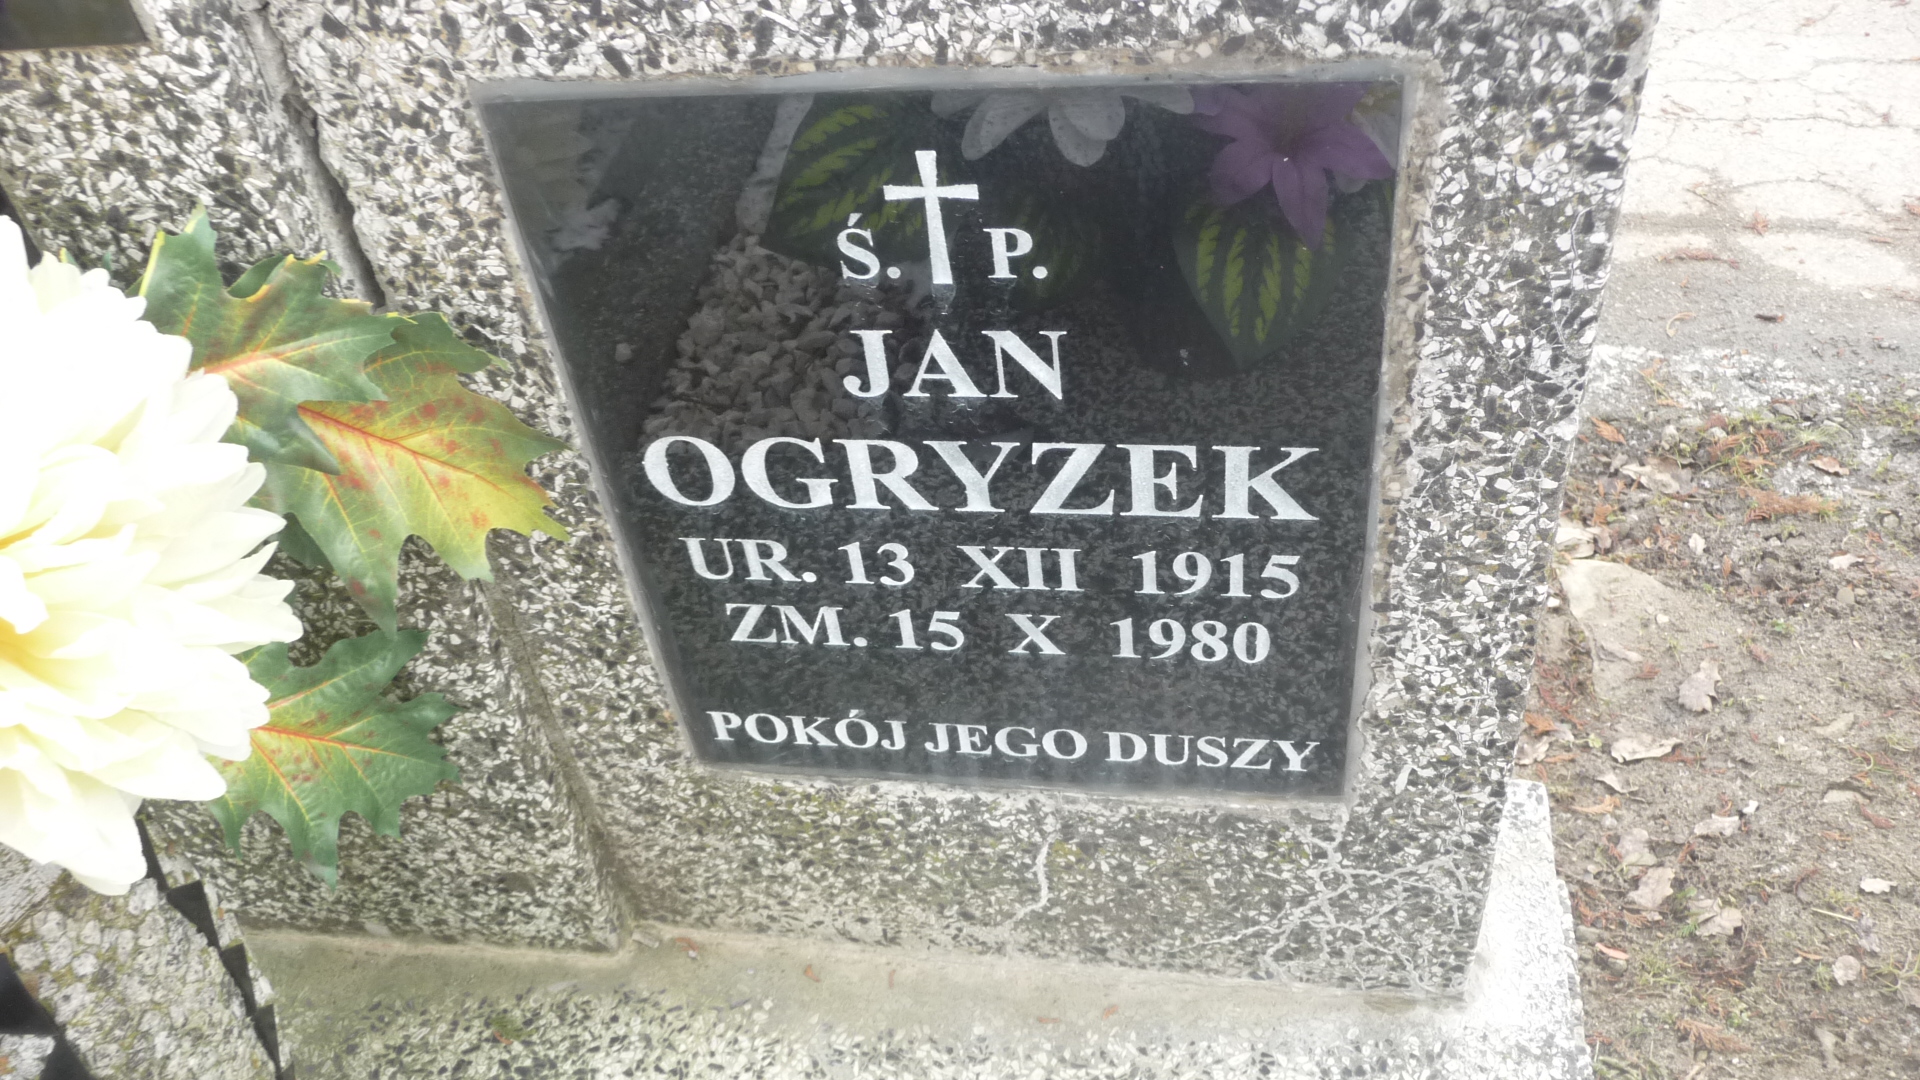 Ś. P.
JAN
OGRYZEK
UR. 13 XII 1915
ZM. 15 X 1980
POKÓJ JEGO DUSZY